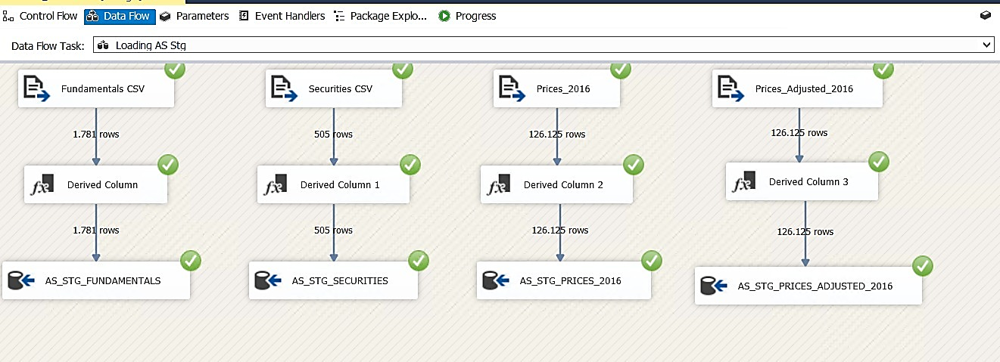 Control Flow Data Flow Parameters Event Handlers Package Explo... Progress
Data Flow Task: Loading AS Stg
Fundamentals CSV Securities CSV Prices_2016 Prices_Adjusted_2016
1.781 rows 505 rows 126.125 rows 126.125 rows
Derived Column Derived Column 1 Derived Column 2 Derived Column 3
1.781 rows 505 rows 126.125 rows 126.125 rows
AS_STG_FUNDAMENTALS AS_STG_SECURITIES AS_STG_PRICES_2016 AS_STG_PRICES_ADJUSTED_2016